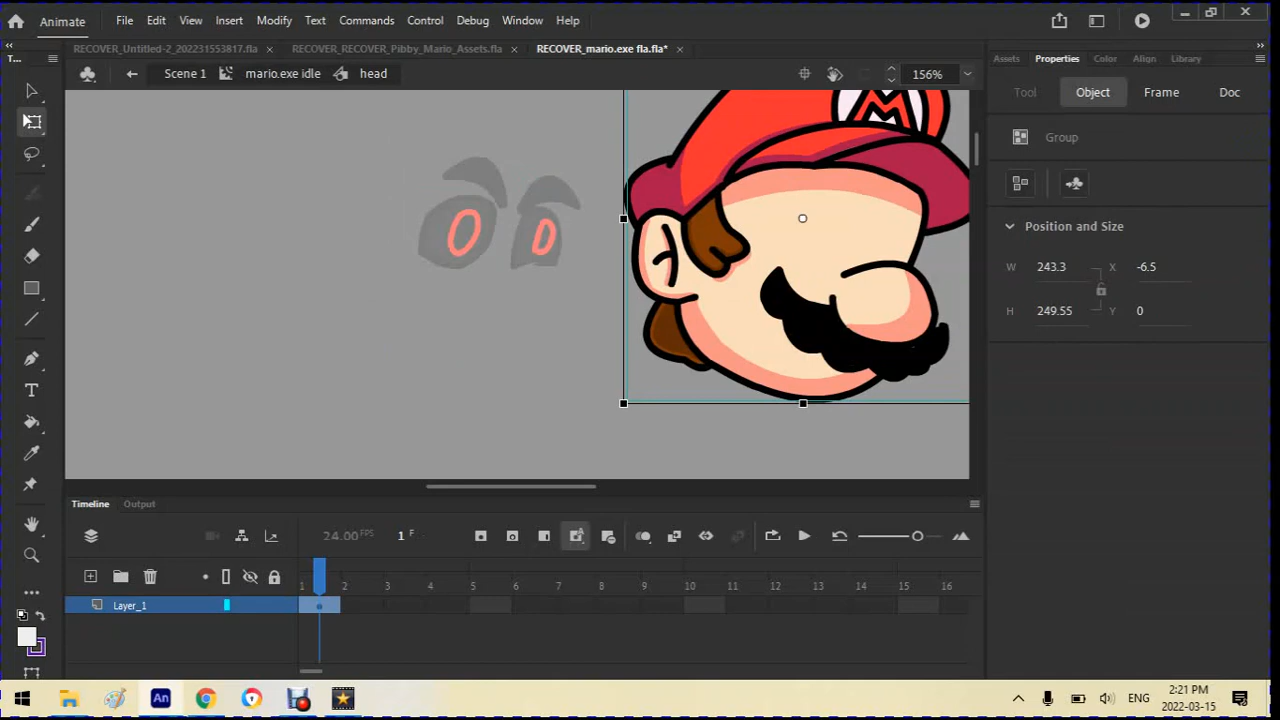 Animate File Edit View Insert Modify Text Commands Control Debug Window Help
RECOVER_Untitled-2_202231553817.fla RECOVER_RECOVER_Pibby_Mario_Assets.fla RECOVER_mario.exe fla.fla*
Assets Properties Color Align Library
T...
Scene 1 mario.exe idle head 156%
Tool Object Frame Doc
Group
Position and Size
W 243.3 X -6.5
H 249.55 Y 0
M
T
Timeline Output
24.00 FPS 1 F
1 2 3 4 5 6 7 8 9 10 11 12 13 14 15 16
Layer_1
An
ENG
2:21 PM
2022-03-15